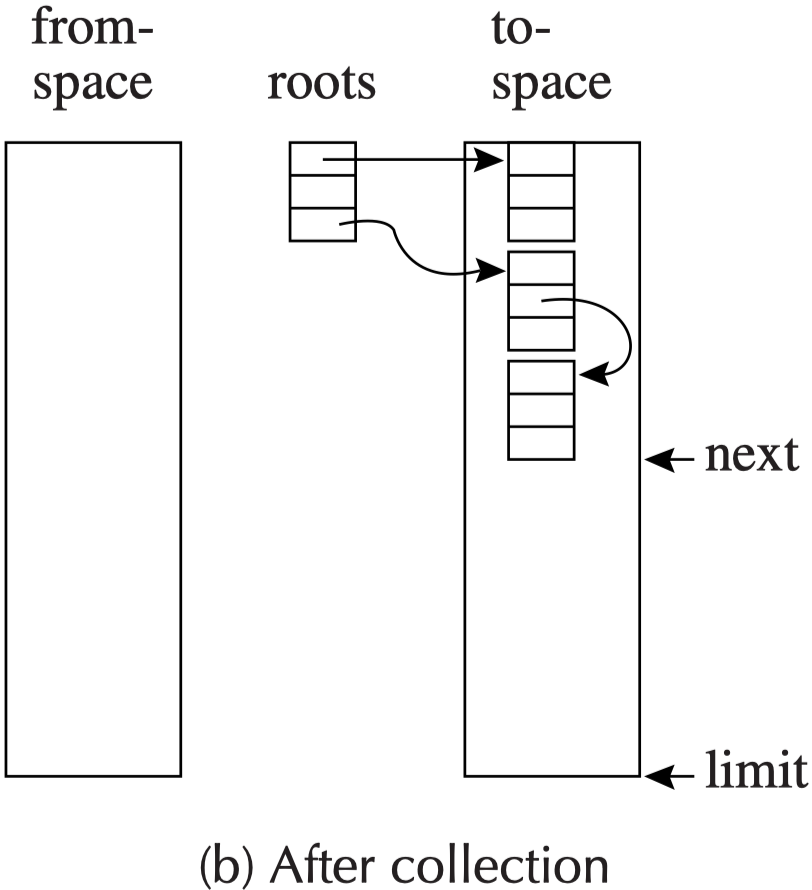 from-
space
roots
to-
space
next
limit
(b) After collection